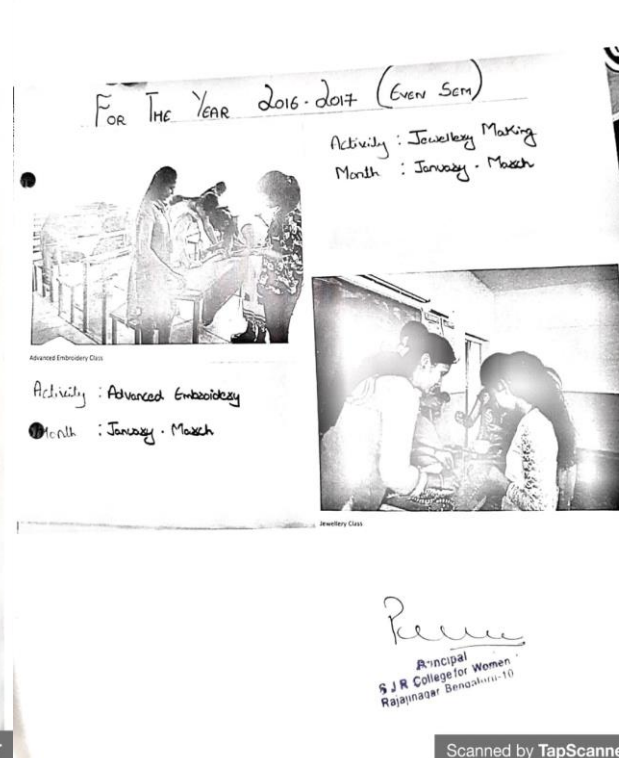 FOR THE YEAR 2016-2017 (EVEN SEM)
Activity : Jewellery Making
Month : January - March
Advanced Embroidery Class
Activity : Advanced Embroidery
Month : January - March
Jewellery Class
Principal
S J R College for Women
Rajajinagar Bengaluru-10
Scanned by TapScanne